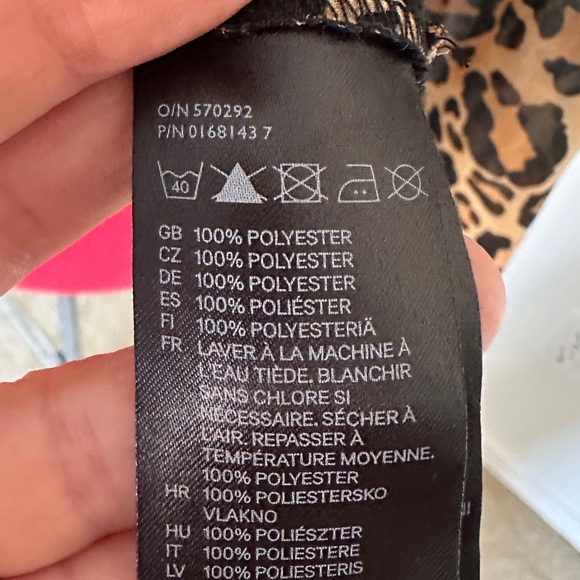 O/N 570292
P/N 0168143 7
40
GB 100% POLYESTER
CZ 100% POLYESTER
DE 100% POLYESTER
ES 100% POLIÉSTER
FI 100% POLYESTERIÄ
FR LAVER À LA MACHINE À
L'EAU TIÈDE. BLANCHIR
SANS CHLORE SI
NÉCESSAIRE. SÉCHER À
L'AIR. REPASSER À
TEMPÉRATURE MOYENNE.
100% POLYESTER
HR 100% POLIESTERSKO
VLAKNO
HU 100% POLIÉSZTER
IT 100% POLIESTERE
LV 100% POLIESTERIS